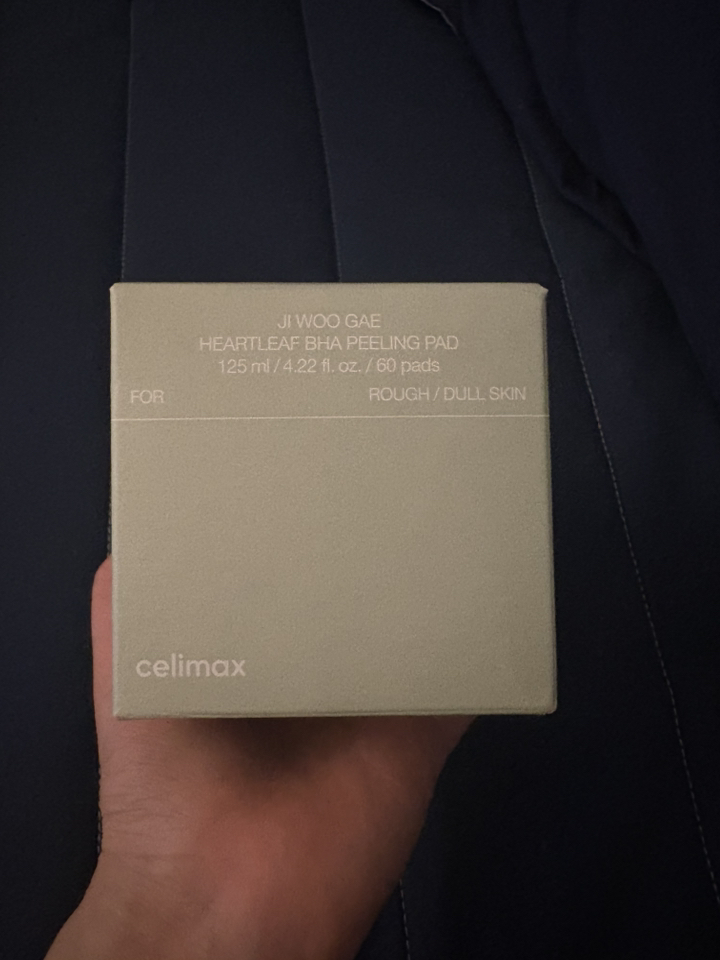 JI WOO GAE
HEARTLEAF BHA PEELING PAD
125 ml / 4.22 fl. oz. / 60 pads
FOR ROUGH / DULL SKIN
celimax